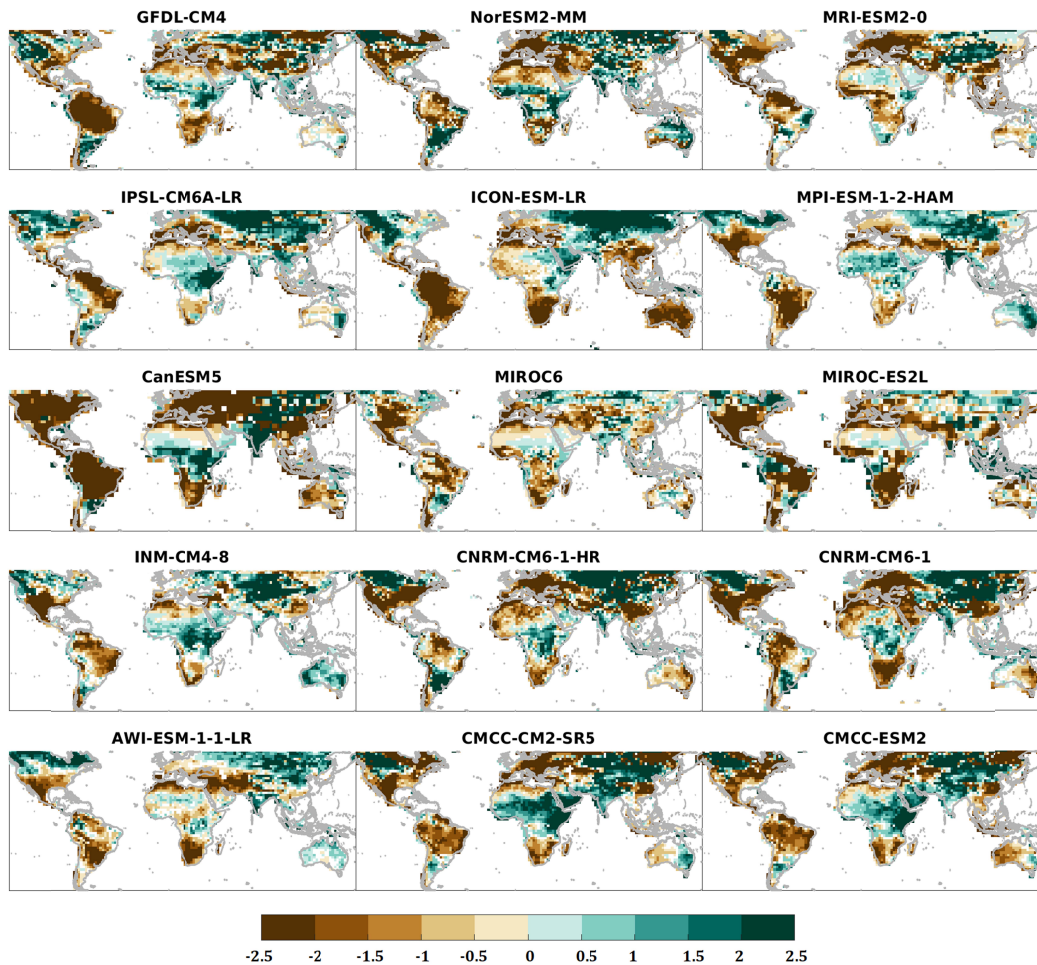 GFDL-CM4 NorESM2-MM MRI-ESM2-0
IPSL-CM6A-LR ICON-ESM-LR MPI-ESM-1-2-HAM
CanESM5 MIROC6 MIROC-ES2L
INM-CM4-8 CNRM-CM6-1-HR CNRM-CM6-1
AWI-ESM-1-1-LR CMCC-CM2-SR5 CMCC-ESM2
-2.5 -2 -1.5 -1 -0.5 0 0.5 1 1.5 2 2.5